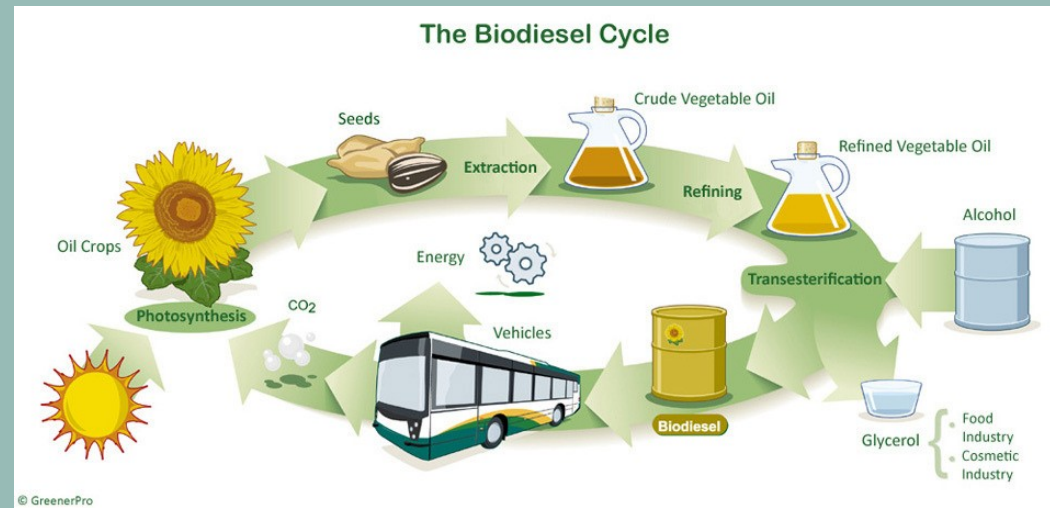 The Biodiesel Cycle
Seeds
Crude Vegetable Oil
Refined Vegetable Oil
Extraction
Refining
Alcohol
Oil Crops
Energy
Transesterification
Photosynthesis
CO2
Vehicles
Biodiesel
Glycerol
Food
Industry
Cosmetic
Industry
© GreenerPro